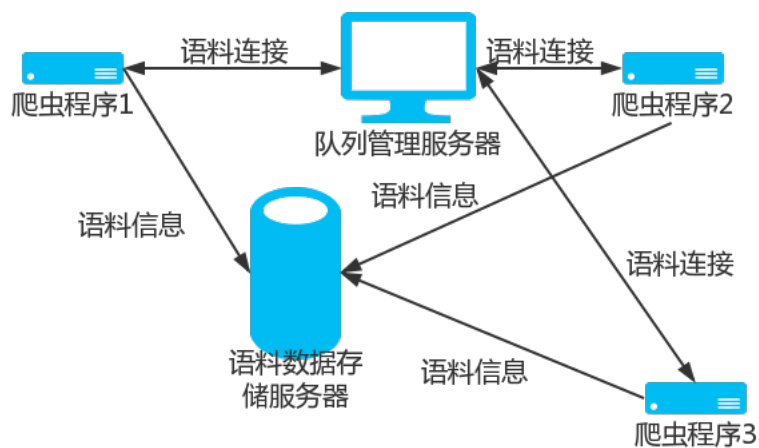 语料连接
语料连接
爬虫程序1
爬虫程序2
队列管理服务器
语料信息
语料信息
语料连接
语料数据存
储服务器
语料信息
爬虫程序3